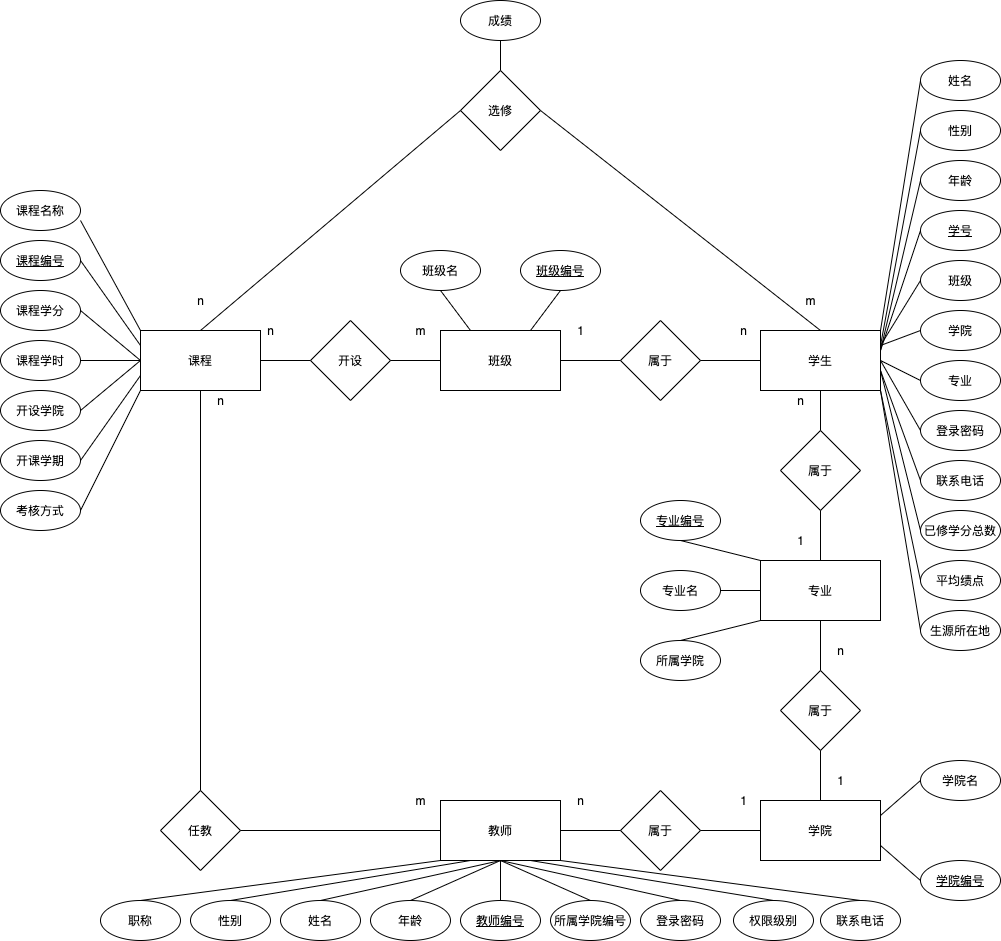 成绩
选修
姓名
性别
年龄
课程名称
学号
课程编号
班级名
班级编号
班级
课程学分
n
m
学院
n
m
1
n
课程学时
课程
开设
班级
属于
学生
专业
开设学院
n
n
登录密码
开课学期
属于
联系电话
考核方式
专业编号
已修学分总数
1
平均绩点
专业名
专业
生源所在地
所属学院
n
属于
学院名
1
m
n
1
任教
教师
属于
学院
学院编号
职称
性别
姓名
年龄
教师编号
所属学院编号
登录密码
权限级别
联系电话